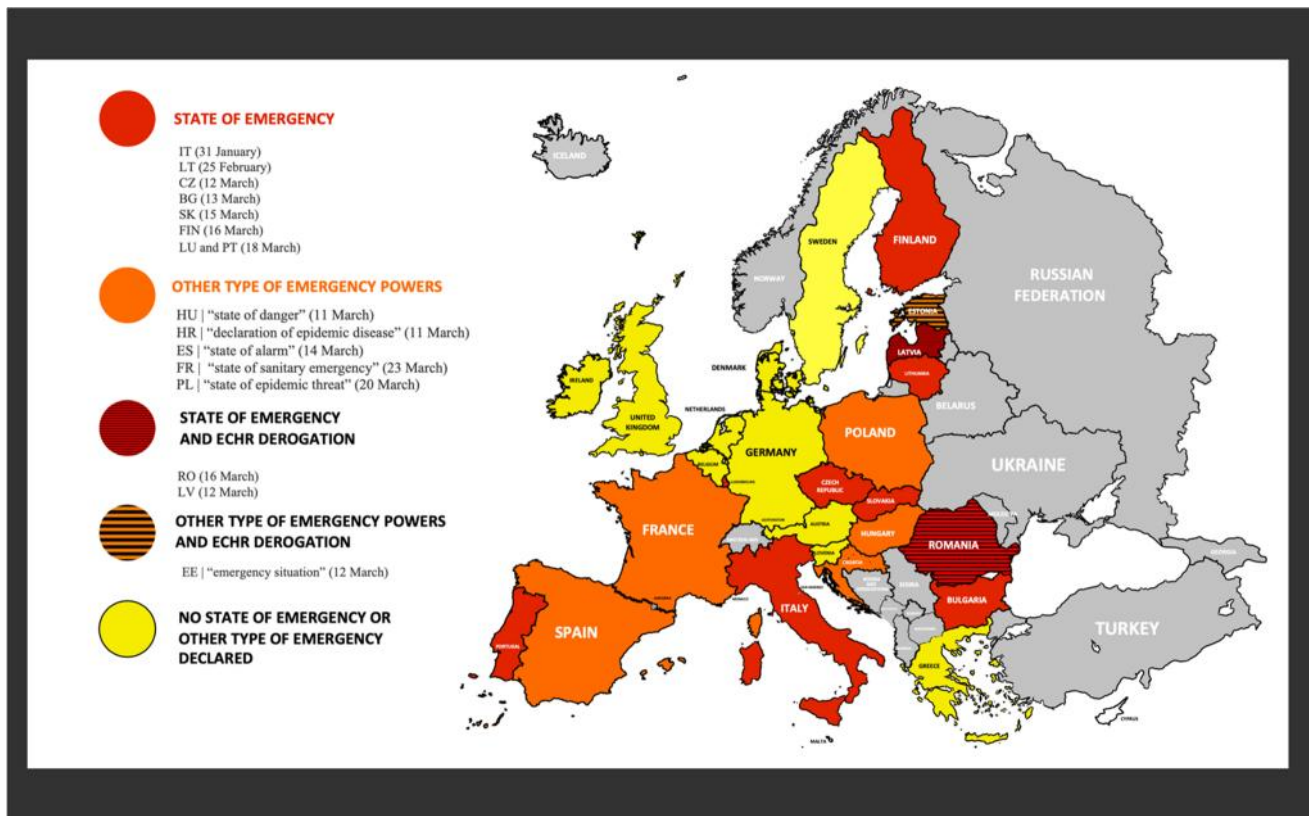 STATE OF EMERGENCY
IT (31 January)
LT (25 February)
CZ (12 March)
BG (13 March)
SK (15 March)
FIN (16 March)
LU and PT (18 March)
OTHER TYPE OF EMERGENCY POWERS
HU | “state of danger” (11 March)
HR | “declaration of epidemic disease” (11 March)
ES | “state of alarm” (14 March)
FR | “state of sanitary emergency” (23 March)
PL | “state of epidemic threat” (20 March)
STATE OF EMERGENCY
AND ECHR DEROGATION
RO (16 March)
LV (12 March)
OTHER TYPE OF EMERGENCY POWERS
AND ECHR DEROGATION
EE | “emergency situation” (12 March)
NO STATE OF EMERGENCY OR
OTHER TYPE OF EMERGENCY
DECLARED
ICELAND
SWEDEN
FINLAND
NORWAY
RUSSIAN
FEDERATION
ESTONIA
LATVIA
LITHUANIA
DENMARK
IRELAND
NETHERLANDS
UNITED
KINGDOM
BELARUS
POLAND
GERMANY
BELGIUM
UKRAINE
LUXEMBOURG
CZECH
REPUBLIC
SLOVAKIA
FRANCE
AUSTRIA
HUNGARY
SLOVENIA
CROATIA
ROMANIA
SERBIA
GEORGIA
MONACO
ITALY
BULGARIA
SPAIN
PORTUGAL
TURKEY
GREECE
MALTA
CYPRUS